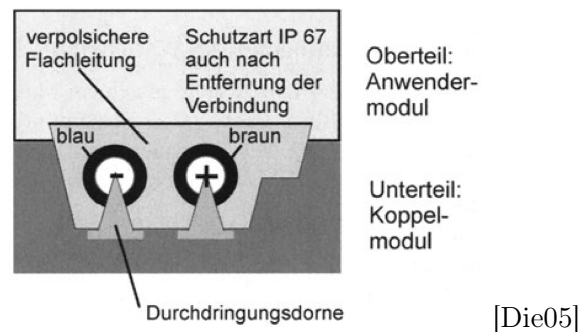 verpolsichere
Flachleitung
Schutzart IP 67
auch nach
Entfernung der
Verbindung
Oberteil:
Anwender-
modul
blau
braun
-
+
Unterteil:
Koppel-
modul
Durchdringungsdorne
[Die05]